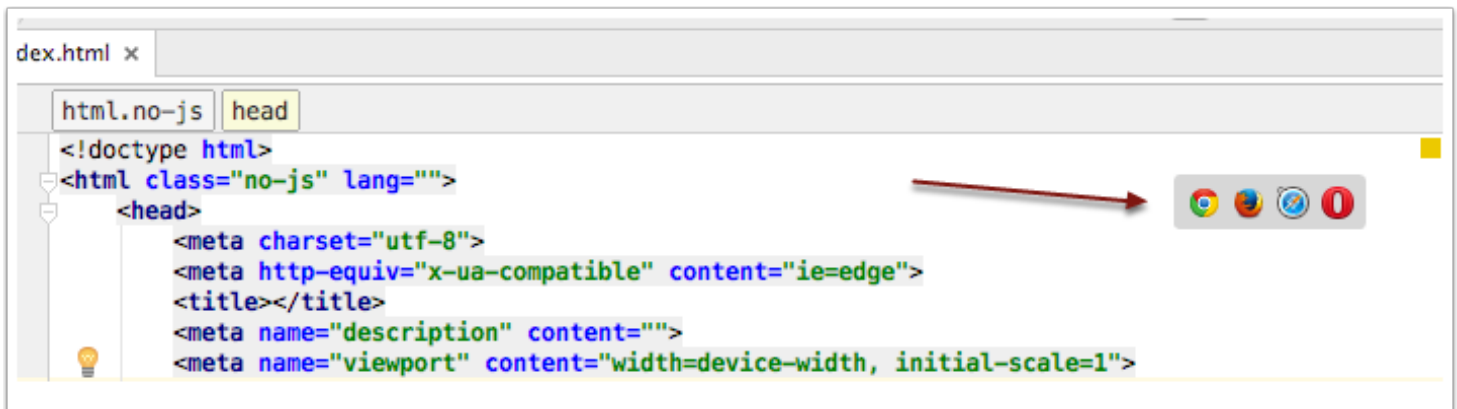 dex.html ×
html.no-js head
<!doctype html>
<html class="no-js" lang="">
<head>
<meta charset="utf-8">
<meta http-equiv="x-ua-compatible" content="ie=edge">
<title></title>
<meta name="description" content="">
<meta name="viewport" content="width=device-width, initial-scale=1">